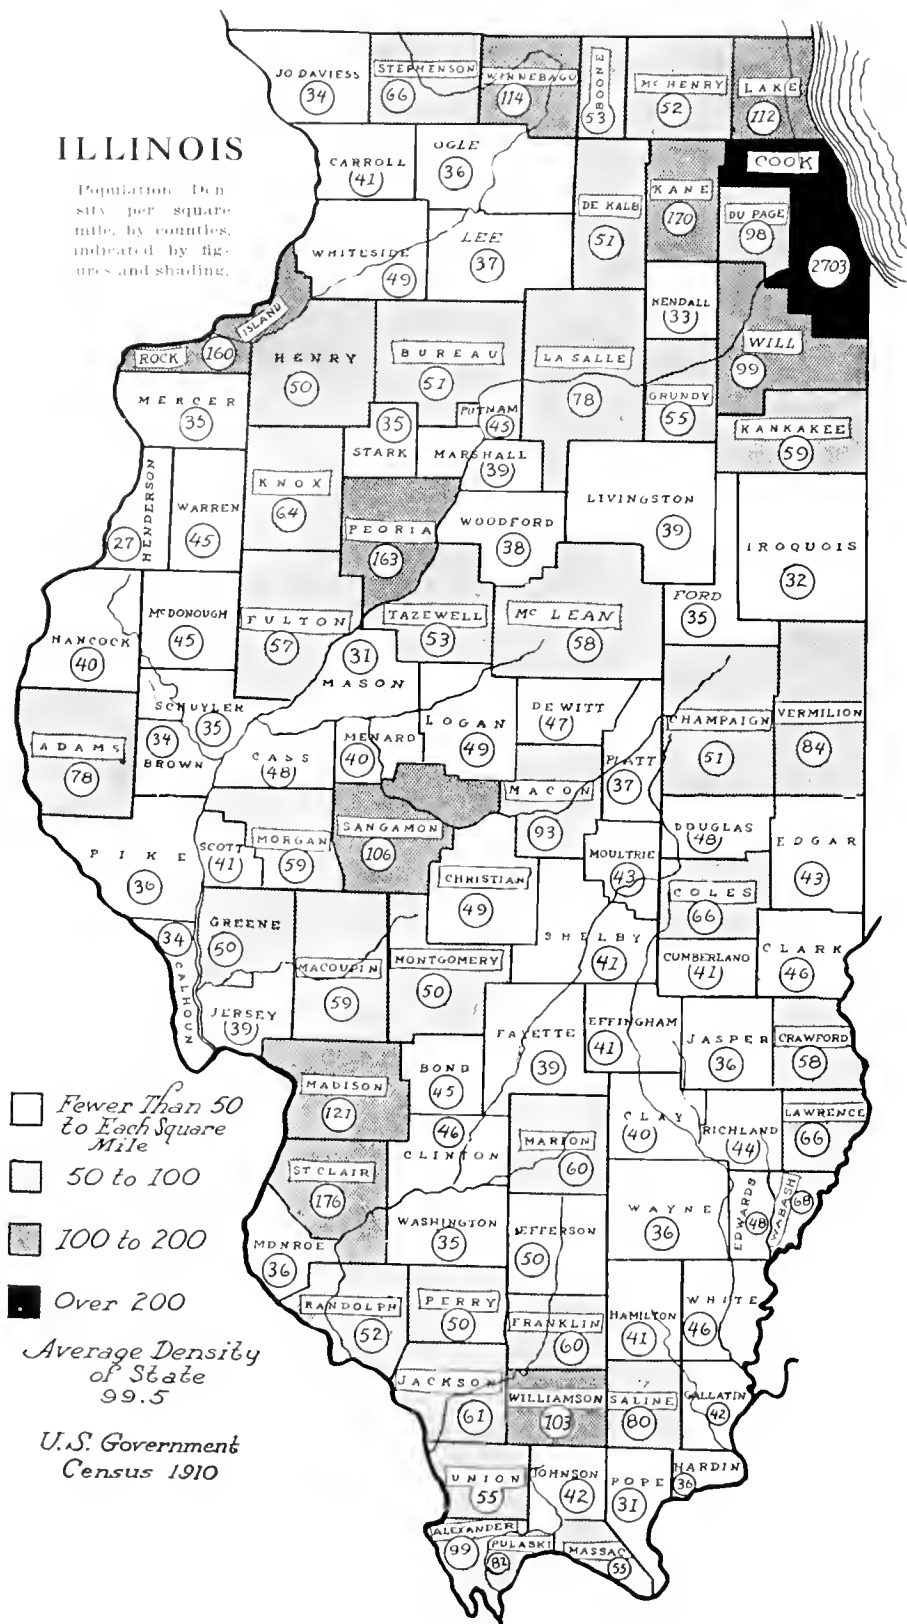 ILLINOIS
Population Den
sity per square
mile, by counties,
indicated by fig-
ures and shading.
JO DAVIESS
34
STEPHENSON
66
WINNEBAGO
114
BOONE
53
McHENRY
52
LAKE
112
CARROLL
41
OGLE
36
DE KALB
51
KANE
170
COOK
2703
DU PAGE
98
WHITESIDE
49
LEE
37
KENDALL
33
ROCK ISLAND
160
HENRY
50
BUREAU
51
LA SALLE
78
WILL
99
GRUNDY
55
MERCER
35
PUTNAM
45
35
STARK
MARSHALL
39
KANKAKEE
59
HENDERSON
27
WARREN
45
KNOX
64
PEORIA
163
WOODFORD
38
LIVINGSTON
39
IROQUOIS
32
HANCOCK
40
McDONOUGH
45
FULTON
57
TAZEWELL
53
McLEAN
58
FORD
35
31
MASON
ADAMS
78
SCHUYLER
35
34
BROWN
CASS
48
MENARD
40
LOGAN
49
DEWITT
47
PIATT
37
CHAMPAIGN
51
VERMILION
84
PIKE
36
SCOTT
41
MORGAN
59
SANGAMON
106
MACON
93
CHRISTIAN
49
MOULTRIE
43
DOUGLAS
48
EDGAR
43
COLES
66
34
CALHOUN
GREENE
50
JERSEY
39
MACOUPIN
59
MONTGOMERY
50
SHELBY
41
CUMBERLAND
41
CLARK
46
FAYETTE
39
EFFINGHAM
41
JASPER
36
CRAWFORD
58
MADISON
121
BOND
45
46
CLINTON
MARION
60
CLAY
40
RICHLAND
44
LAWRENCE
66
ST CLAIR
176
WASHINGTON
35
JEFFERSON
50
WAYNE
36
EDWARDS
48
WABASH
68
MONROE
36
RANDOLPH
52
PERRY
50
FRANKLIN
60
HAMILTON
41
WHITE
46
JACKSON
61
WILLIAMSON
103
SALINE
80
GALLATIN
42
UNION
55
JOHNSON
42
POPE
31
HARDIN
36
ALEXANDER
99
PULASKI
82
MASSAC
55
Fewer Than 50
to Each Square
Mile
50 to 100
100 to 200
Over 200
Average Density
of State
99.5
U.S. Government
Census 1910